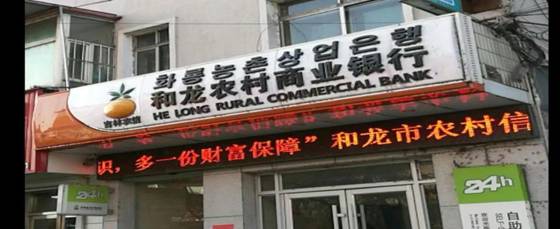 화룡농촌상업은행
和龙农村商业银行
HE LONG RURAL COMMERCIAL BANK
吉林农信
识，多一份财富保障”和龙市农村信
24h
24h
自助